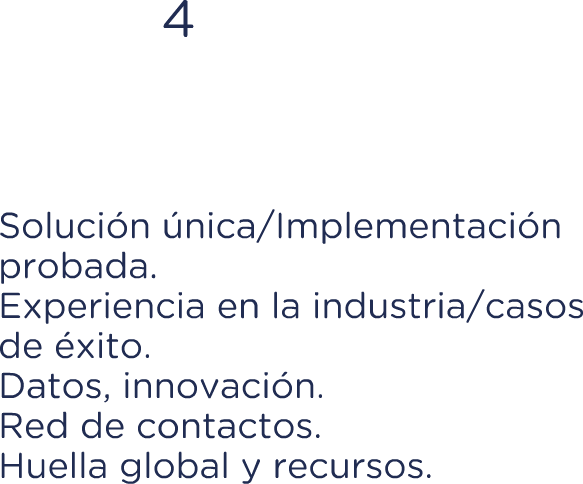 4
Solución única/Implementación
probada.
Experiencia en la industria/casos
de éxito.
Datos, innovación.
Red de contactos.
Huella global y recursos.